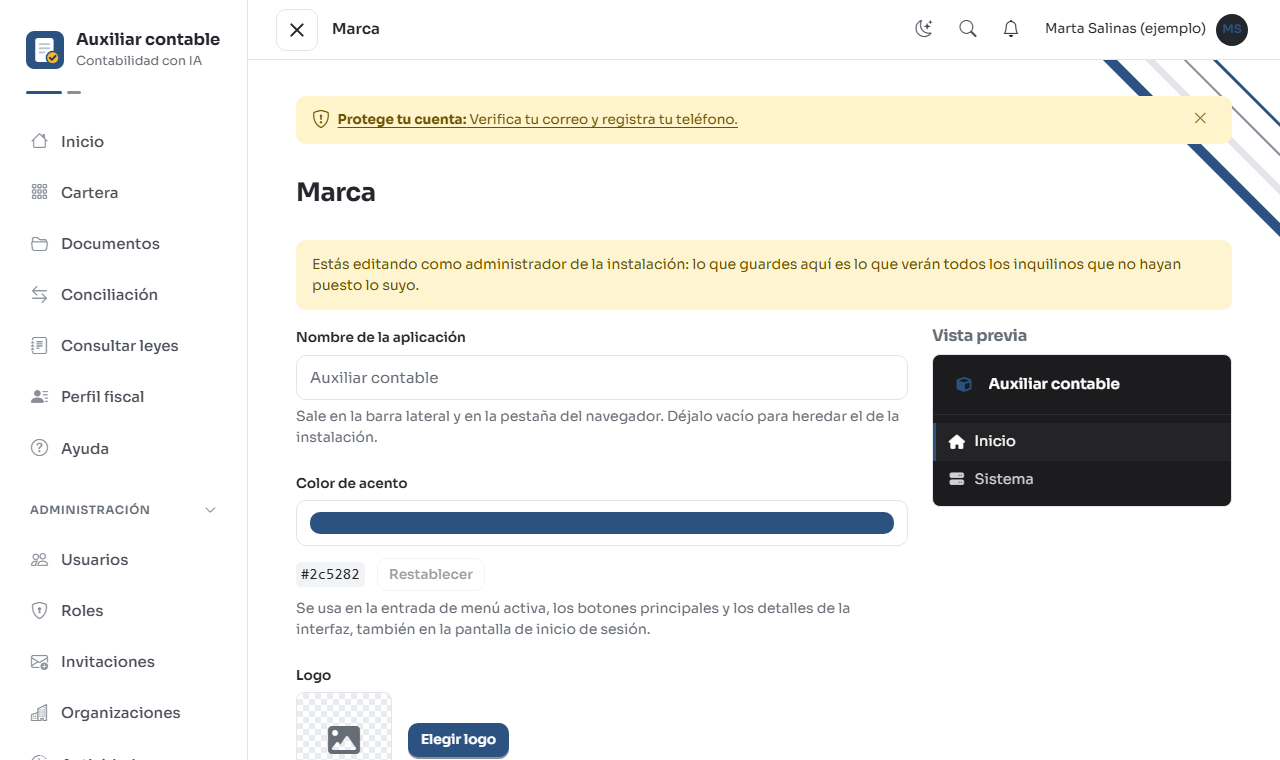 Auxiliar contable
Contabilidad con IA
Inicio
Cartera
Documentos
Conciliación
Consultar leyes
Perfil fiscal
Ayuda
ADMINISTRACIÓN
Usuarios
Roles
Invitaciones
Organizaciones
Marca
Marta Salinas (ejemplo)
MS
Protege tu cuenta: Verifica tu correo y registra tu teléfono.
Marca
Estás editando como administrador de la instalación: lo que guardes aquí es lo que verán todos los inquilinos que no hayan
puesto lo suyo.
Nombre de la aplicación
Auxiliar contable
Sale en la barra lateral y en la pestaña del navegador. Déjalo vacío para heredar el de la
instalación.
Color de acento
#2c5282
Restablecer
Se usa en la entrada de menú activa, los botones principales y los detalles de la
interfaz, también en la pantalla de inicio de sesión.
Logo
Elegir logo
Vista previa
Auxiliar contable
Inicio
Sistema